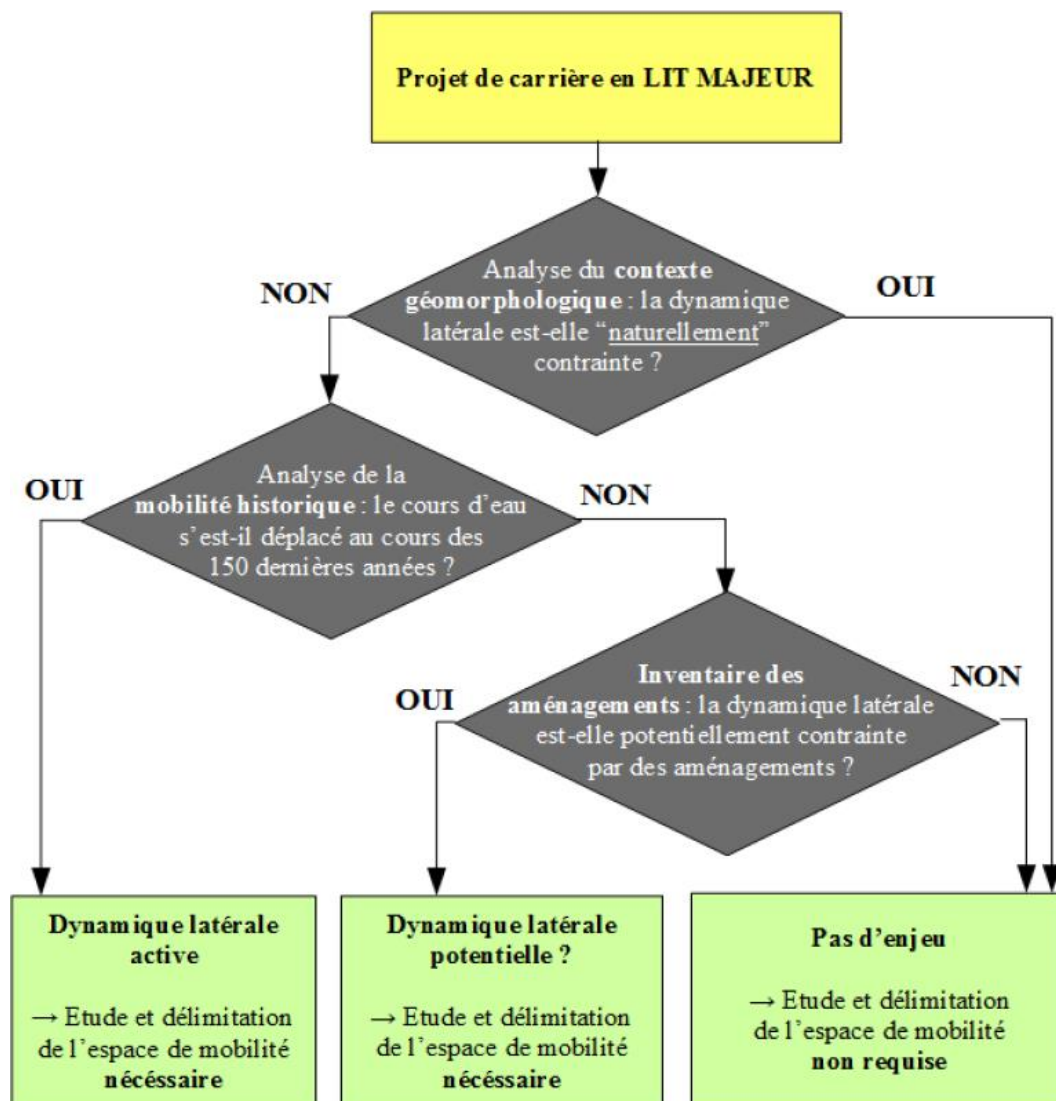 Projet de carrière en LIT MAJEUR
Analyse du contexte
géomorphologique : la dynamique
latérale est-elle “naturellement”
contrainte ?
NON
OUI
Analyse de la
mobilité historique : le cours d’eau
s’est-il déplacé au cours des
150 dernières années ?
OUI
NON
Inventaire des
aménagements : la dynamique latérale
est-elle potentiellement contrainte
par des aménagements ?
OUI
NON
Dynamique latérale
active
→ Etude et délimitation
de l’espace de mobilité
nécéssaire
Dynamique latérale
potentielle ?
→ Etude et délimitation
de l’espace de mobilité
nécéssaire
Pas d’enjeu
→ Etude et délimitation
de l’espace de mobilité
non requise